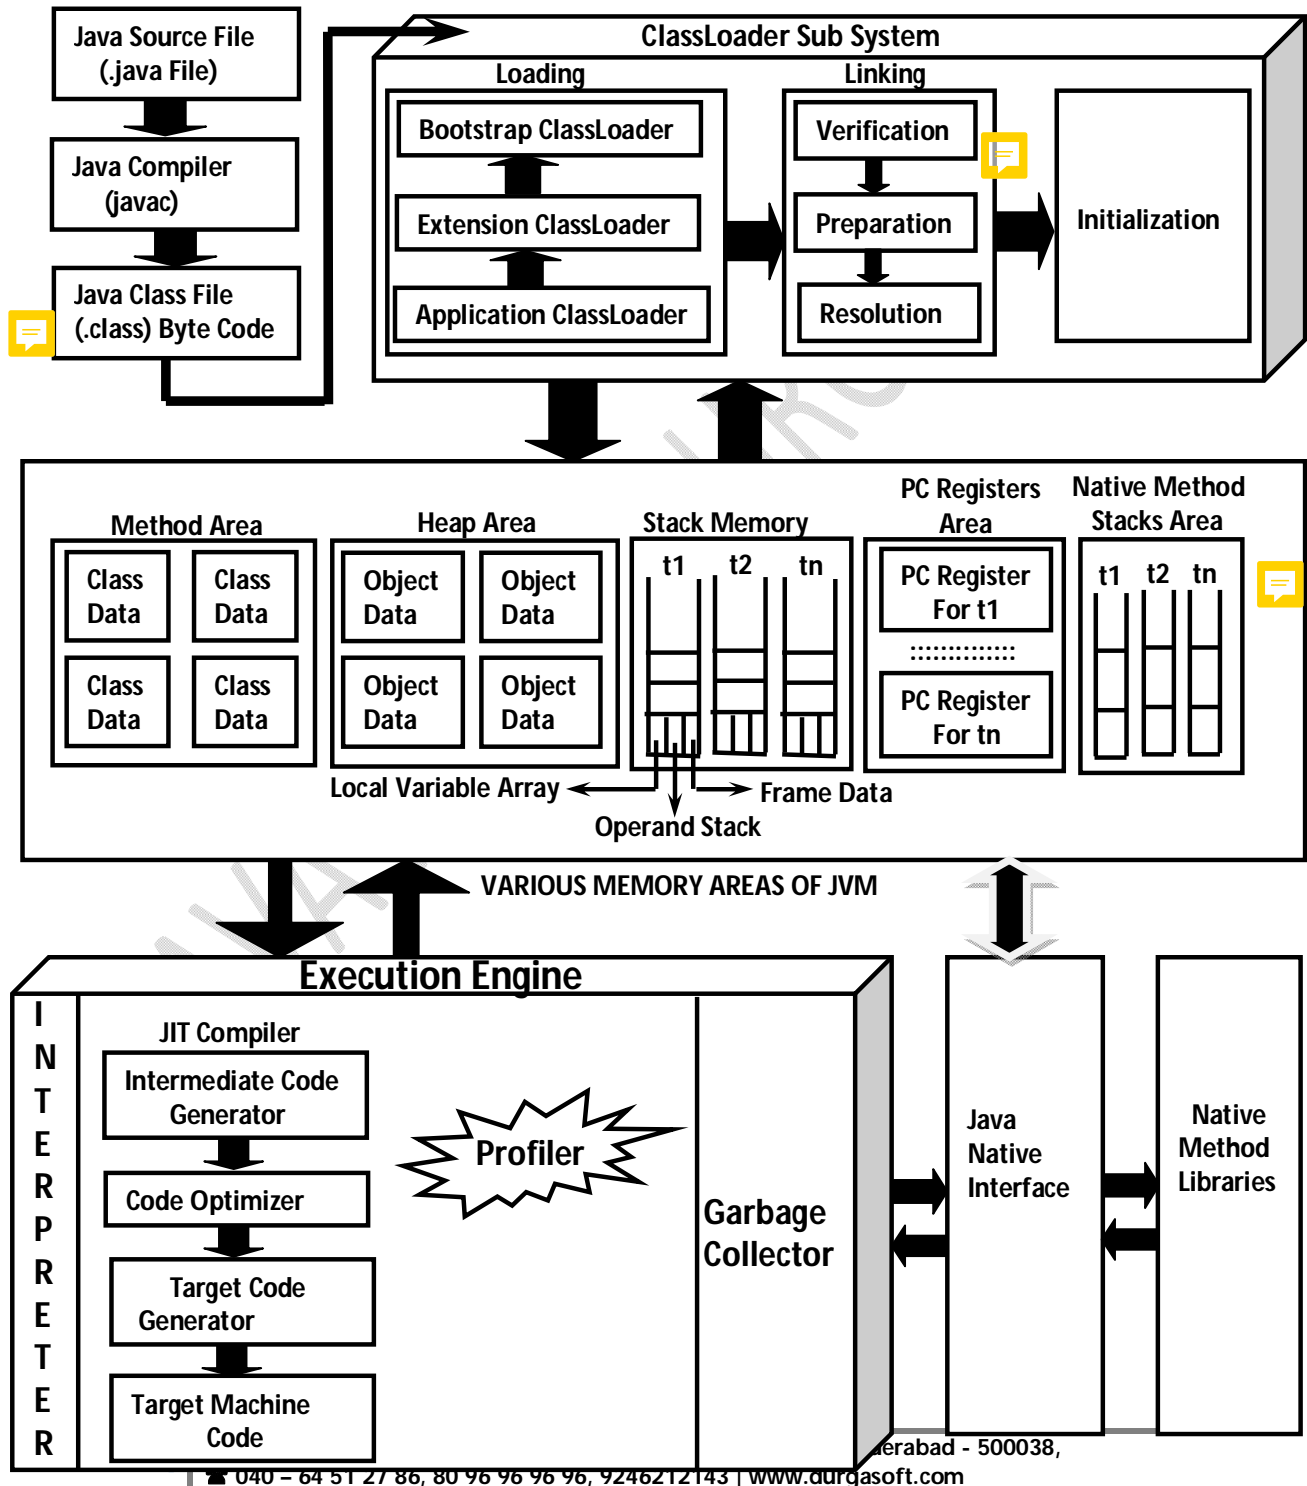 Java Source File
(.java File)
Java Compiler
(javac)
Java Class File
(.class) Byte Code
ClassLoader Sub System
Loading
Bootstrap ClassLoader
Extension ClassLoader
Application ClassLoader
Linking
Verification
Preparation
Resolution
Initialization
Method Area
Class
Data
Class
Data
Class
Data
Class
Data
Heap Area
Object
Data
Object
Data
Object
Data
Object
Data
Stack Memory
t1 t2 tn
Local Variable Array
Operand Stack
Frame Data
PC Registers
Area
PC Register
For t1
::::::::::::::
PC Register
For tn
Native Method
Stacks Area
t1 t2 tn
VARIOUS MEMORY AREAS OF JVM
Execution Engine
INTERPRETER
JIT Compiler
Intermediate Code
Generator
Code Optimizer
Target Code
Generator
Target Machine
Code
Profiler
Garbage
Collector
Java
Native
Interface
Native
Method
Libraries
derabad - 500038,
☎ 040 – 64 51 27 86, 80 96 96 96 96, 9246212143 | www.durgasoft.com